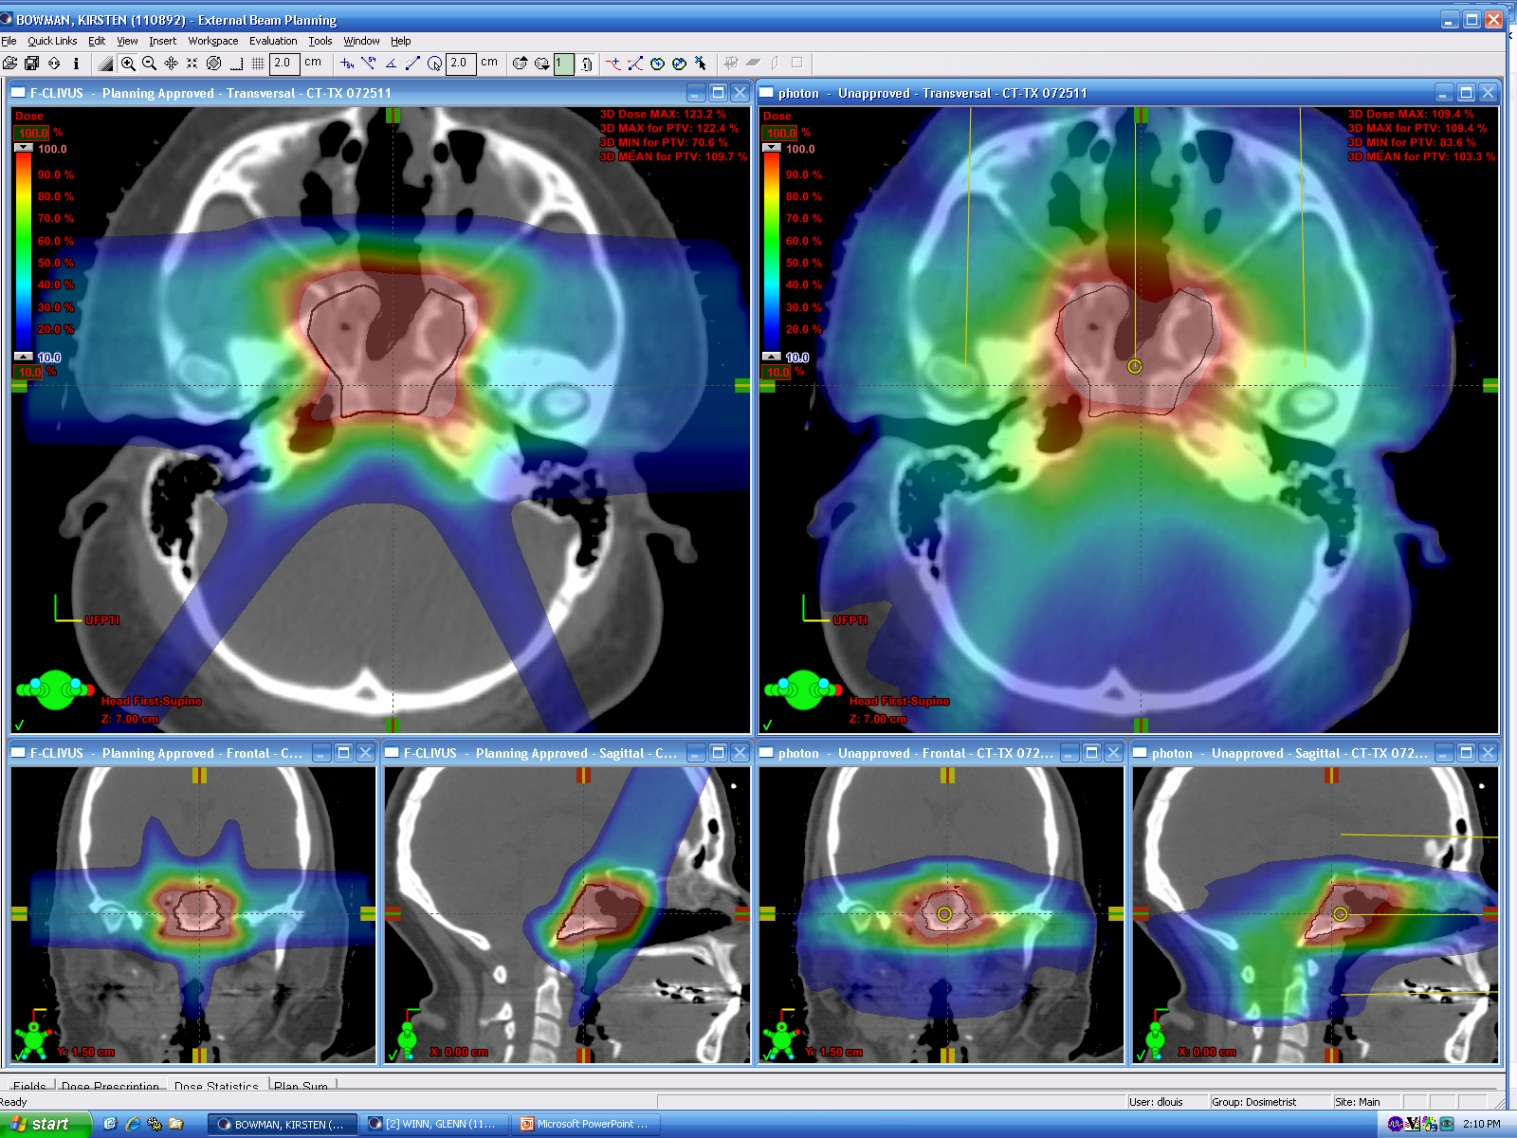 BOWMAN, KIRSTEN (110892) - External Beam Planning
File Quick Links Edit View Insert Workspace Evaluation Tools Window Help
2.0 cm 2.0 cm 1
F-CLIVUS - Planning Approved - Transversal - CT-TX 072511
Dose
100.0 %
100.0
90.0 %
80.0 %
70.0 %
60.0 %
50.0 %
40.0 %
30.0 %
20.0 %
10.0
10.0 %
3D Dose MAX: 123.2 %
3D MAX for PTV: 122.4 %
3D MIN for PTV: 70.6 %
3D MEAN for PTV: 109.7 %
UFPTI
Head First-Supine
Z: 7.00 cm
photon - Unapproved - Transversal - CT-TX 072511
Dose
100.0 %
100.0
90.0 %
80.0 %
70.0 %
60.0 %
50.0 %
40.0 %
30.0 %
20.0 %
10.0
10.0 %
3D Dose MAX: 109.4 %
3D MAX for PTV: 109.4 %
3D MIN for PTV: 83.6 %
3D MEAN for PTV: 103.3 %
UFPTI
Head First-Supine
Z: 7.00 cm
F-CLIVUS - Planning Approved - Frontal - C...
Y: 1.50 cm
F-CLIVUS - Planning Approved - Sagittal - C...
X: 0.00 cm
photon - Unapproved - Frontal - CT-TX 072...
Y: 1.50 cm
photon - Unapproved - Sagittal - CT-TX 072...
X: 0.00 cm
Fields Dose Prescription Dose Statistics Plan Sum
Ready User: dlouis Group: Dosimetrist Site: Main
start BOWMAN, KIRSTEN (... [2] WINN, GLENN (11... Microsoft PowerPoint ... 2:10 PM